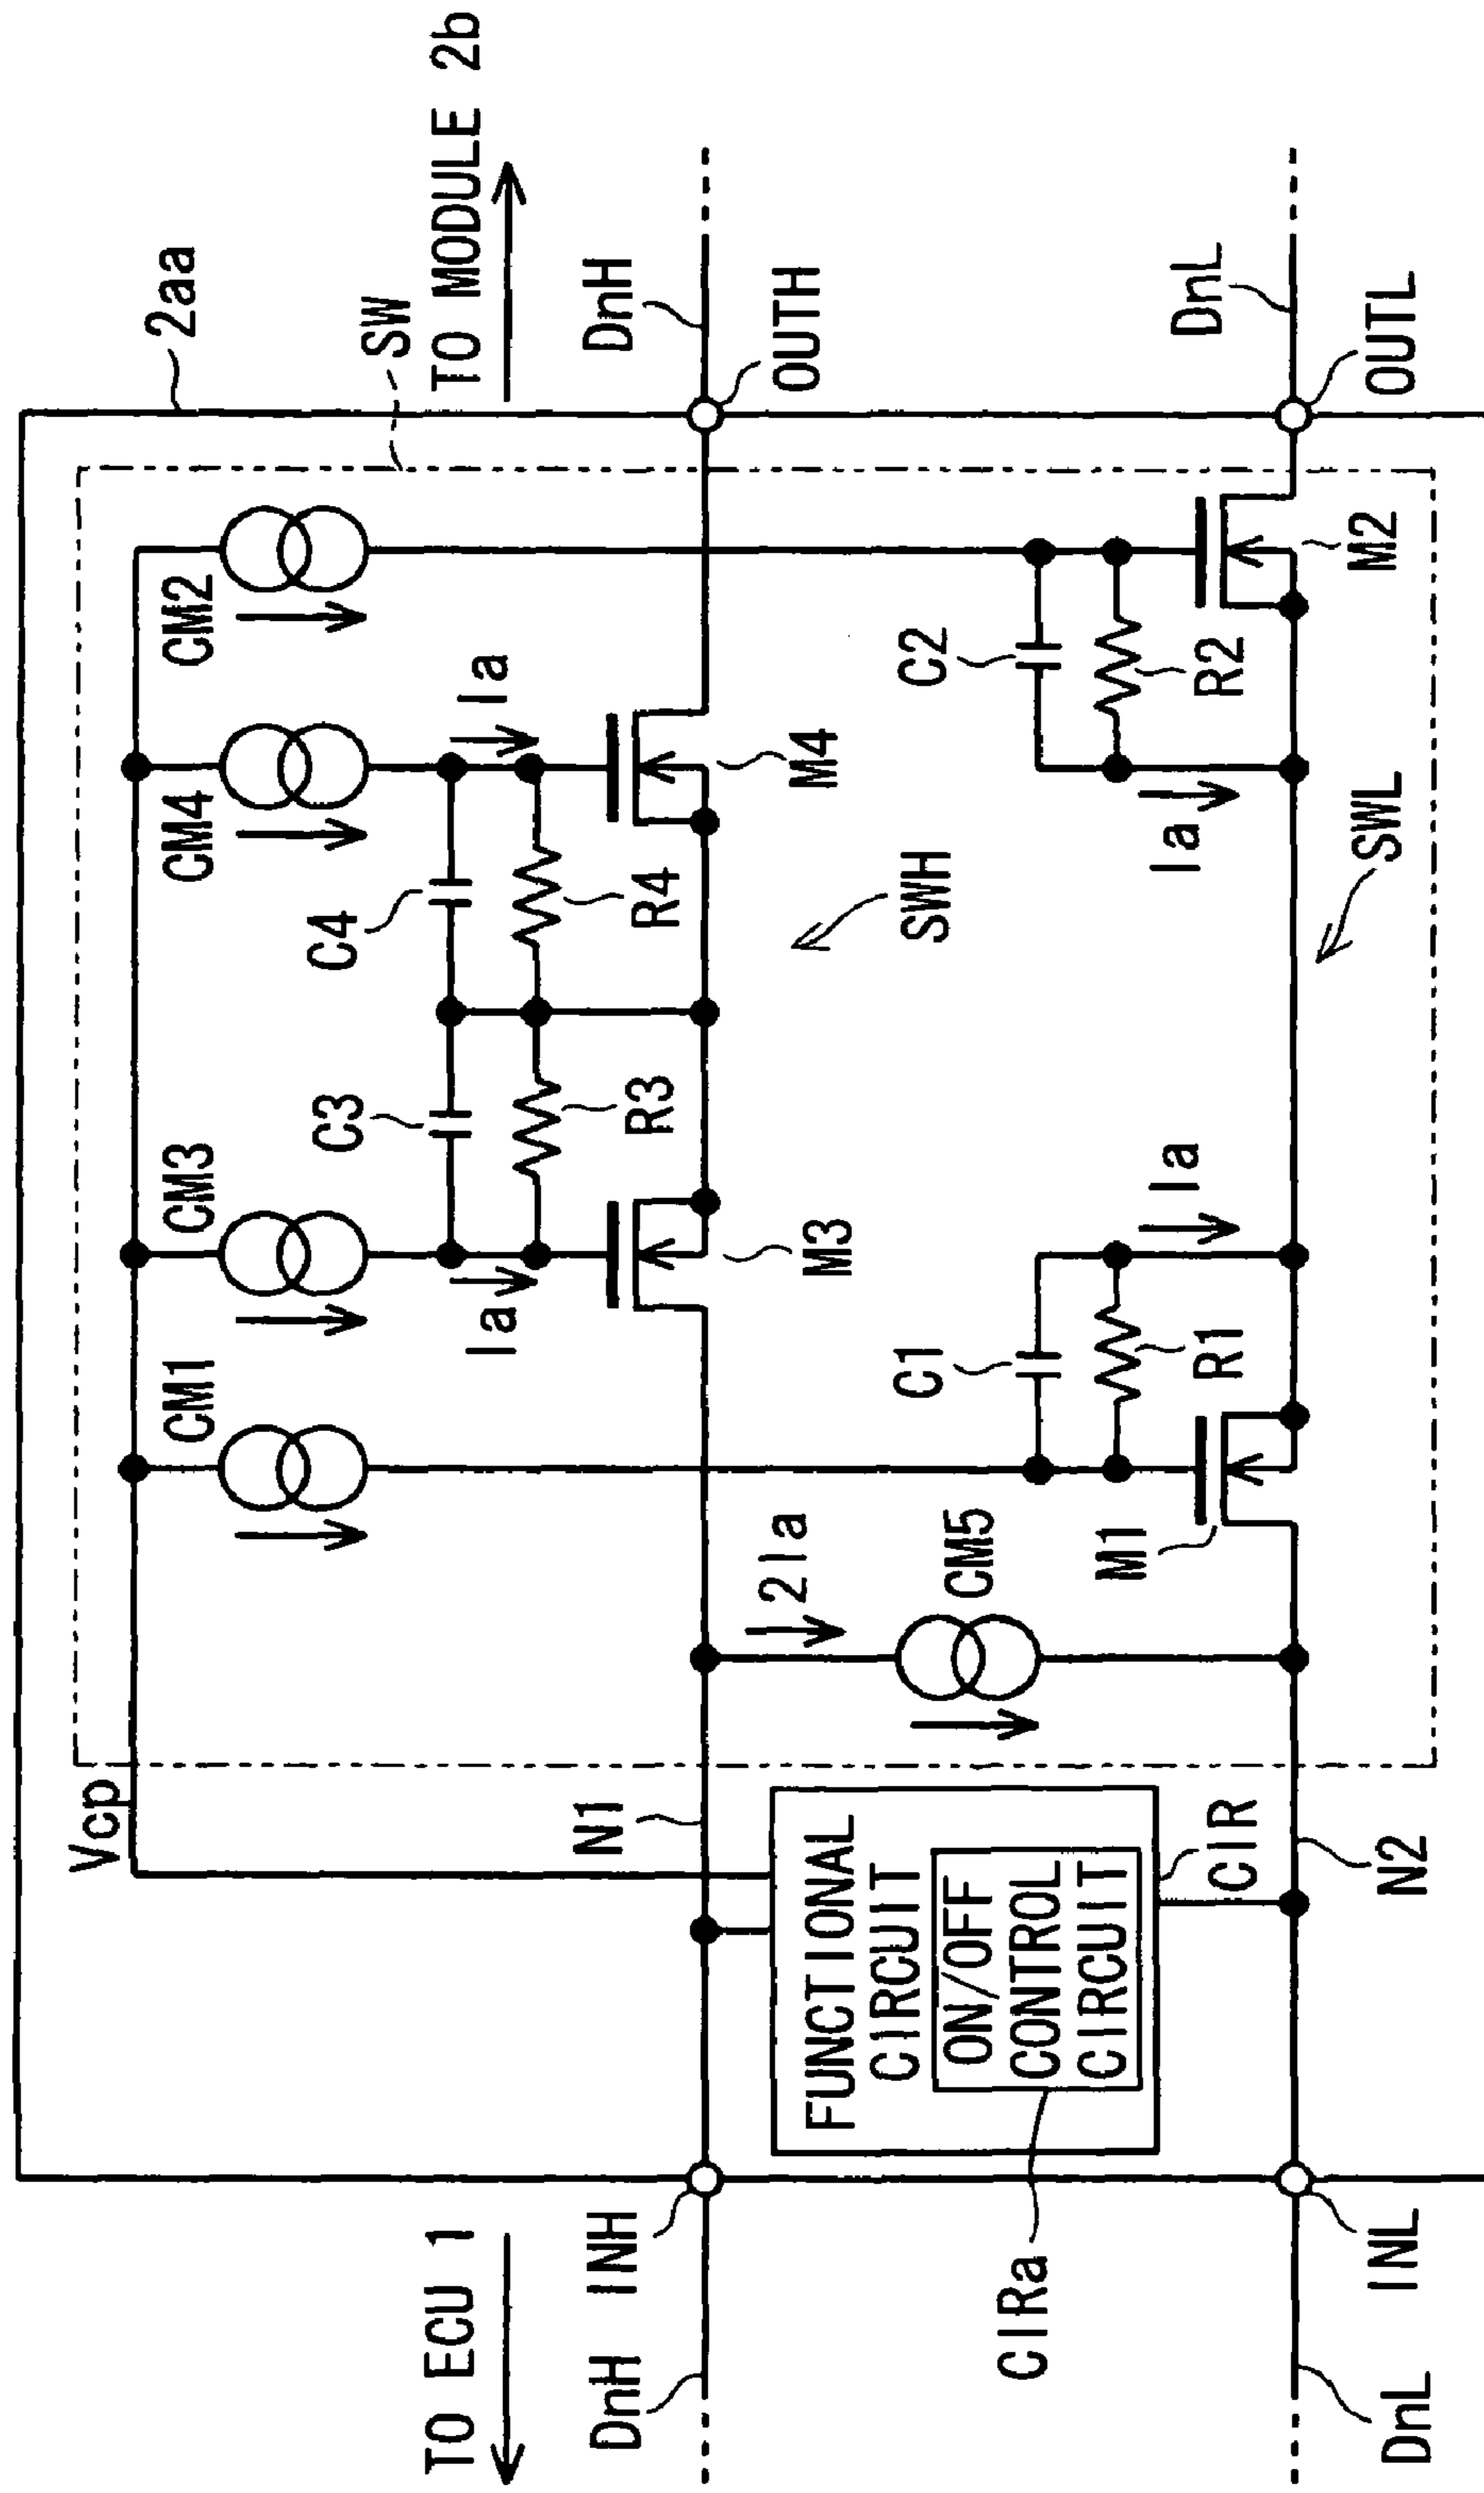 2aa
SW
TO ECU 1
TO MODULE 2b
Vcp
CM1
CM3
CM4
CM2
C3
C4
Ia
Ia
R3
R4
DnH
INH
N1
DnH
OUTH
M3
M4
SWH
2Ia
CM5
FUNCTIONAL
CIRCUIT
ON/OFF
CONTROL
CIRCUIT
CIRa
CIR
C1
C2
M1
R1
Ia
Ia
R2
M2
SWL
DnL
INL
N2
DnL
OUTL